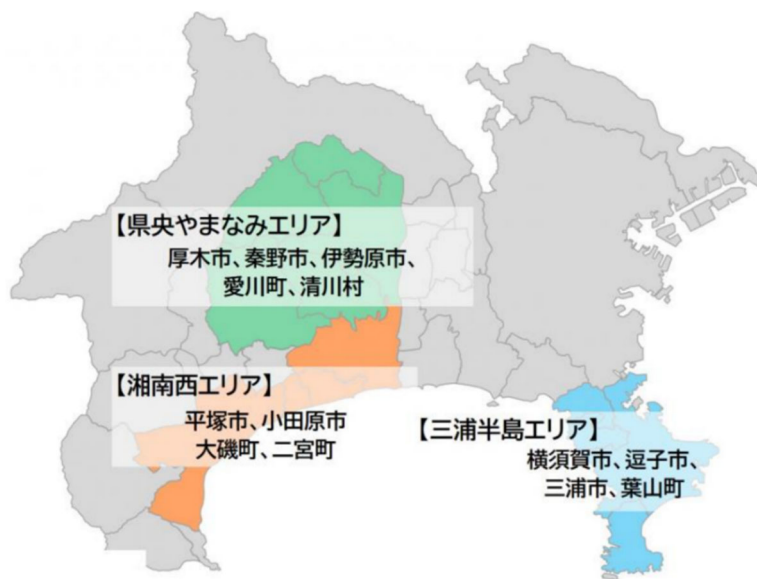 【県央やまなみエリア】
厚木市、秦野市、伊勢原市、
愛川町、清川村
【湘南西エリア】
平塚市、小田原市
大磯町、二宮町
【三浦半島エリア】
横須賀市、逗子市、
三浦市、葉山町